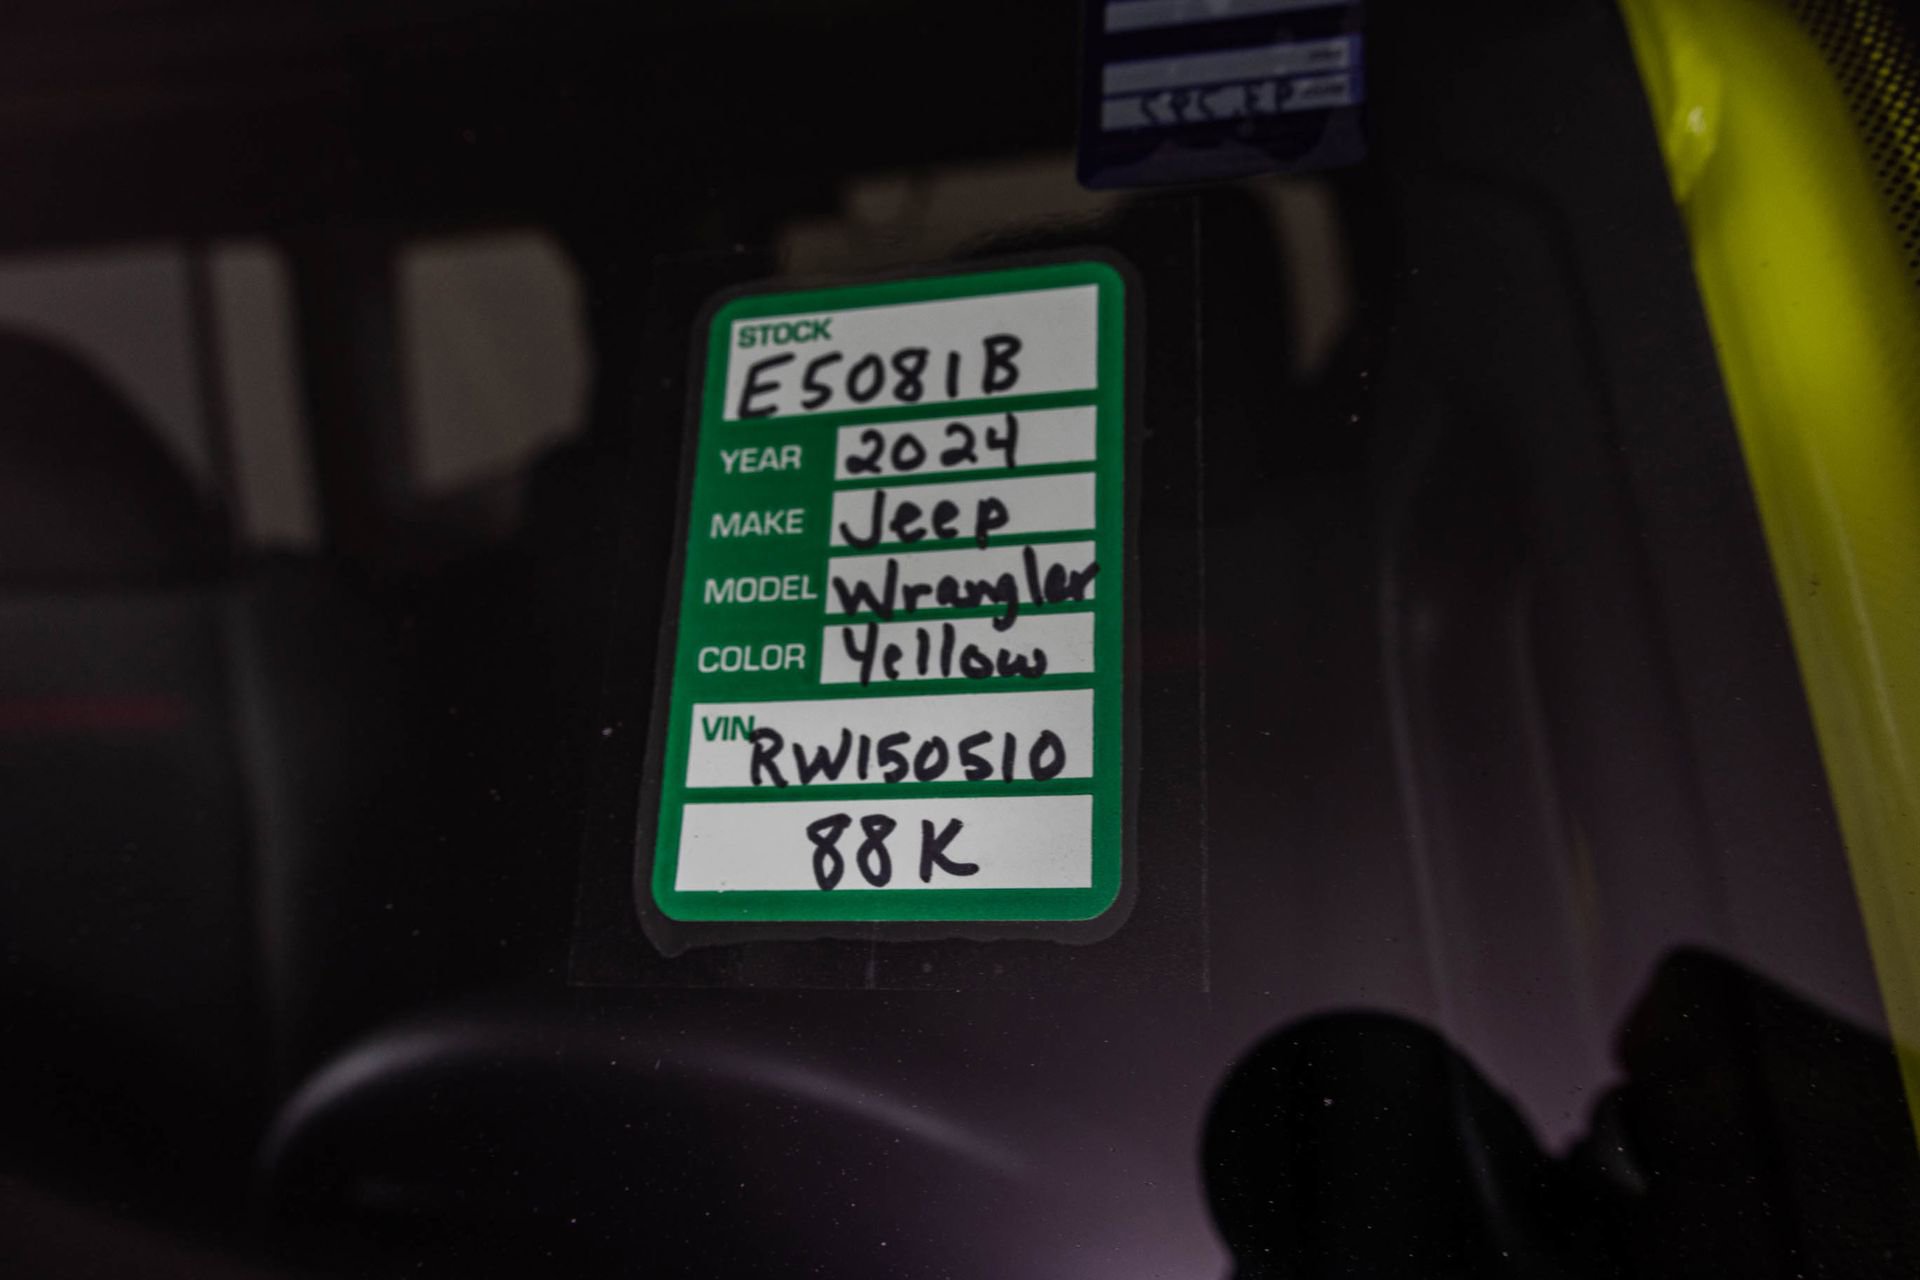 STOCK
E5081B
YEAR 2024
MAKE Jeep
MODEL Wrangler
COLOR Yellow
VIN RW150510
88K